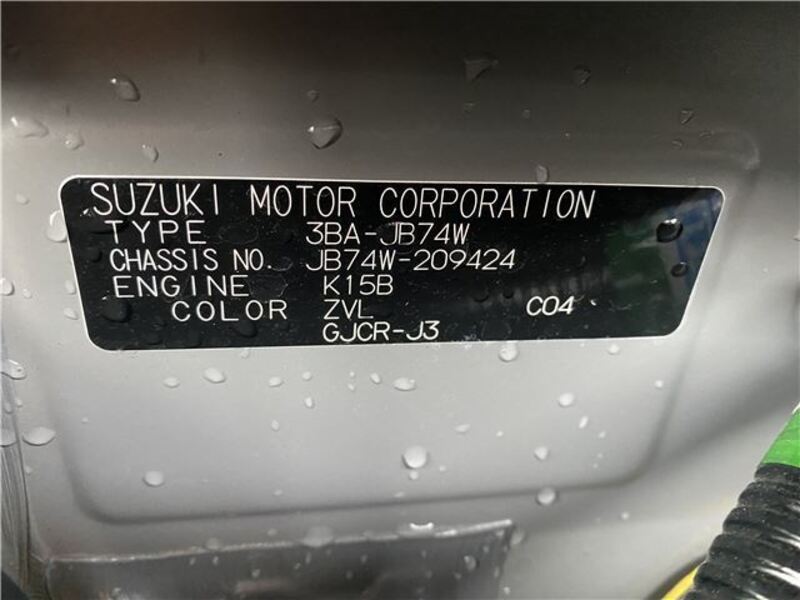 SUZUKI MOTOR CORPORATION
TYPE 3BA-JB74W
CHASSIS NO. JB74W-209424
ENGINE K15B
COLOR ZVL C04
GJCR-J3